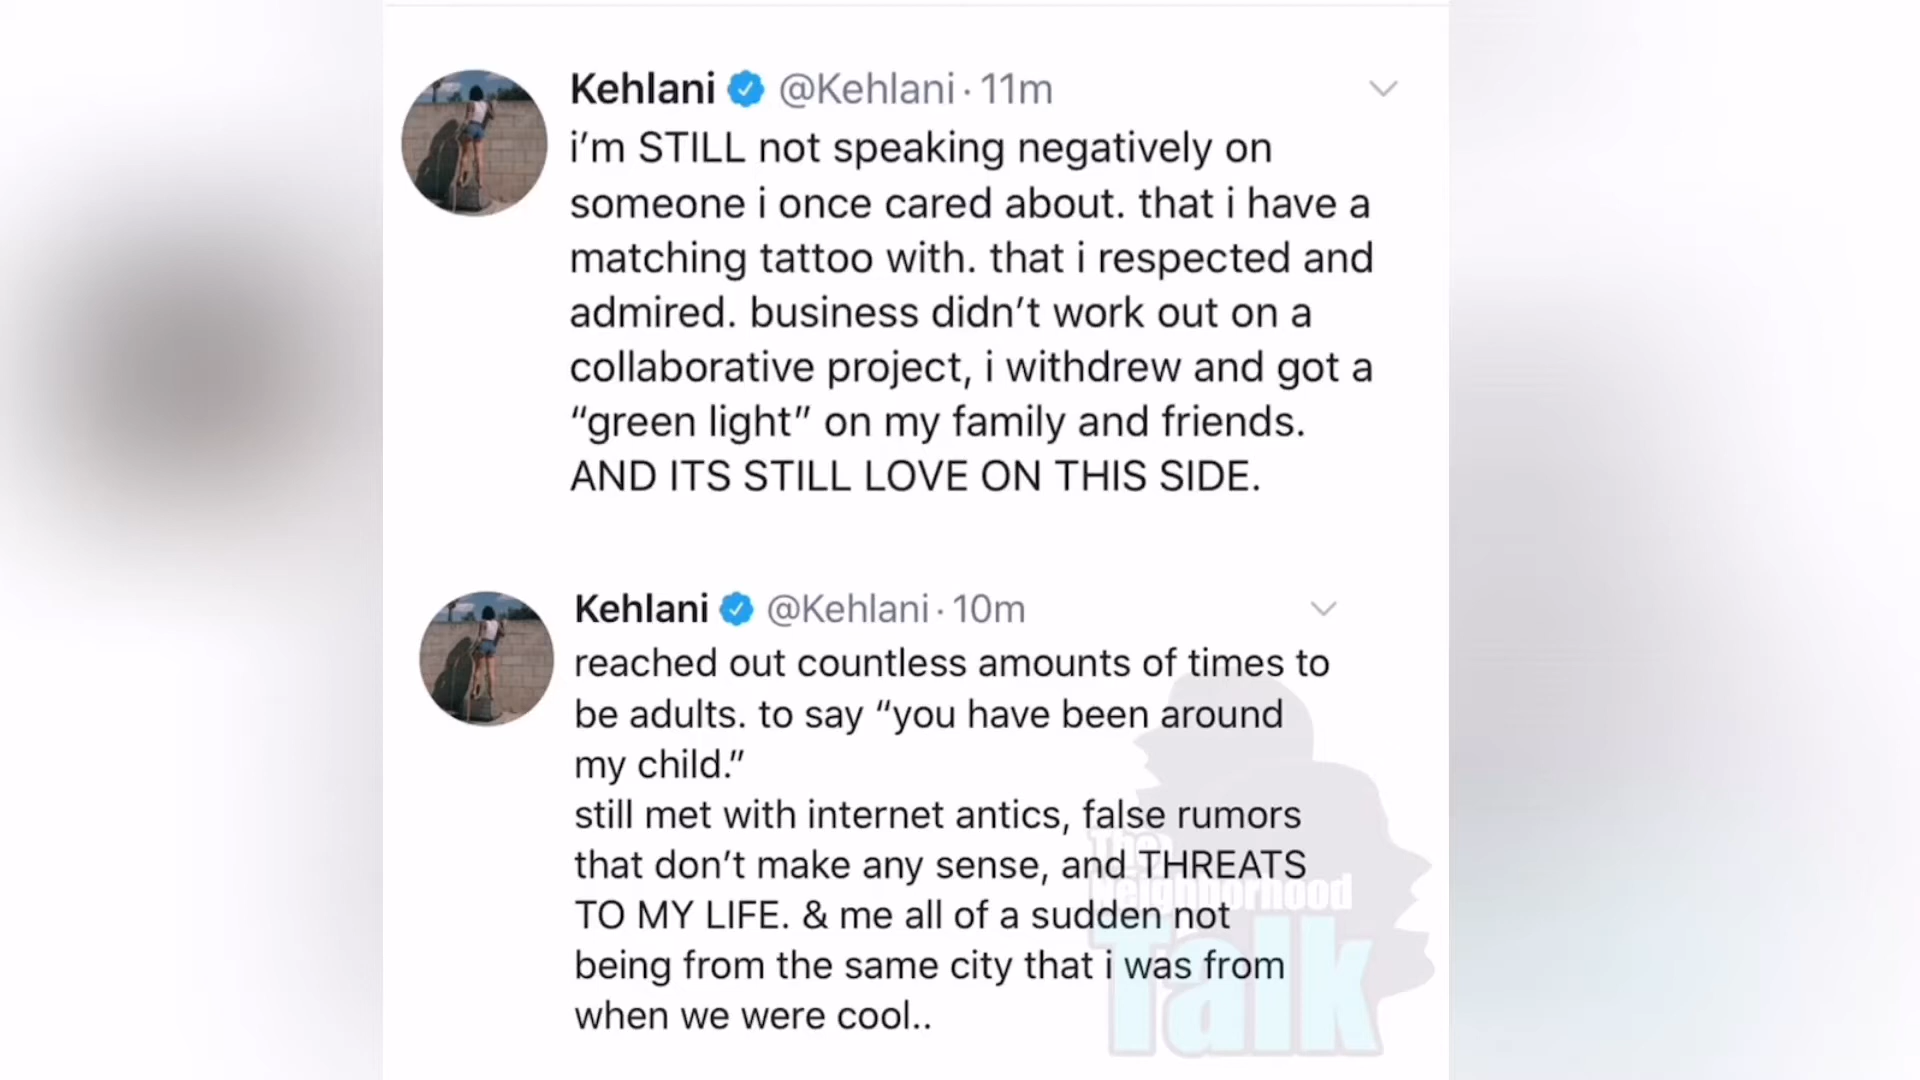 Kehlani @Kehlani · 11m
i’m STILL not speaking negatively on
someone i once cared about. that i have a
matching tattoo with. that i respected and
admired. business didn’t work out on a
collaborative project, i withdrew and got a
“green light” on my family and friends.
AND ITS STILL LOVE ON THIS SIDE.
Kehlani @Kehlani · 10m
reached out countless amounts of times to
be adults. to say “you have been around
my child.”
still met with internet antics, false rumors
that don’t make any sense, and THREATS
TO MY LIFE. & me all of a sudden not
being from the same city that i was from
when we were cool..
The
Neighborhood
Talk